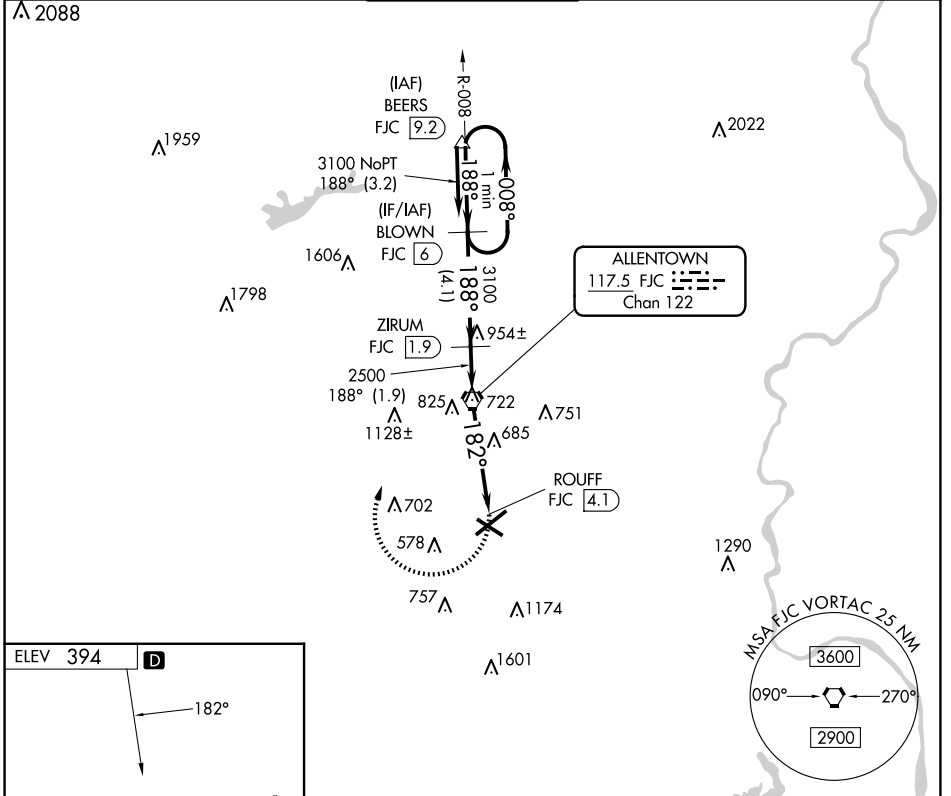 2088
(IAF)
BEERS
FJC 9.2
R-008
1959
2022
3100 NoPT
188° (3.2)
188°
1 min
008°
(IF/IAF)
BLOWN
FJC 6
1606
3100
188°
(4.1)
ALLENTOWN
117.5 FJC
Chan 122
1798
ZIRUM
FJC 1.9
954±
2500
188° (1.9)
825
722
751
1128±
685
182°
ROUFF
FJC 4.1
702
578
1290
757
1174
1601
MSA FJC VORTAC 25 NM
3600
090°
270°
2900
ELEV 394
D
182°